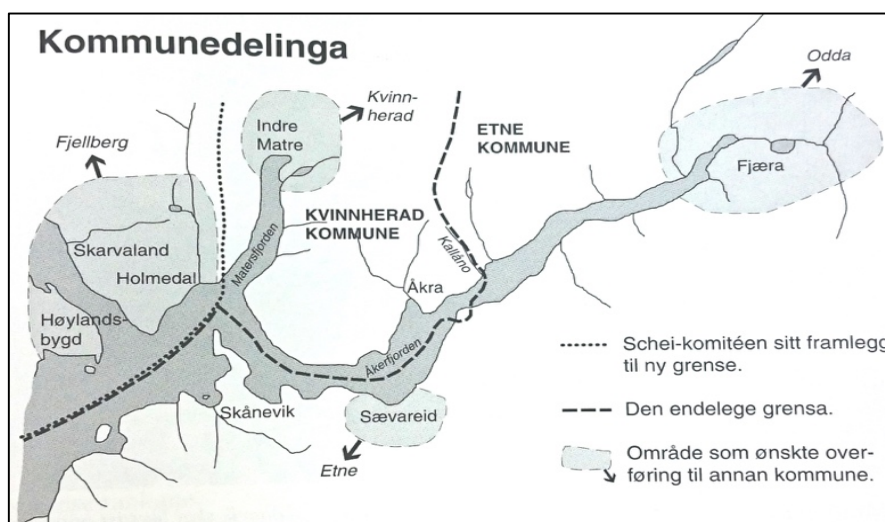 Kommunedelinga
Odda
Kvinn-
herad
Indre
Matre
ETNE
KOMMUNE
Fjellberg
Fjæra
KVINNHERAD
KOMMUNE
Matersfjorden
Kallåno
Skarvaland
Holmedal
Åkra
Høylands-
bygd
Åkerfjorden
Skånevik
Sævareid
Etne
Schei-komitéen sitt framlegg
til ny grense.
Den endelege grensa.
Område som ønskte over-
føring til annan kommune.